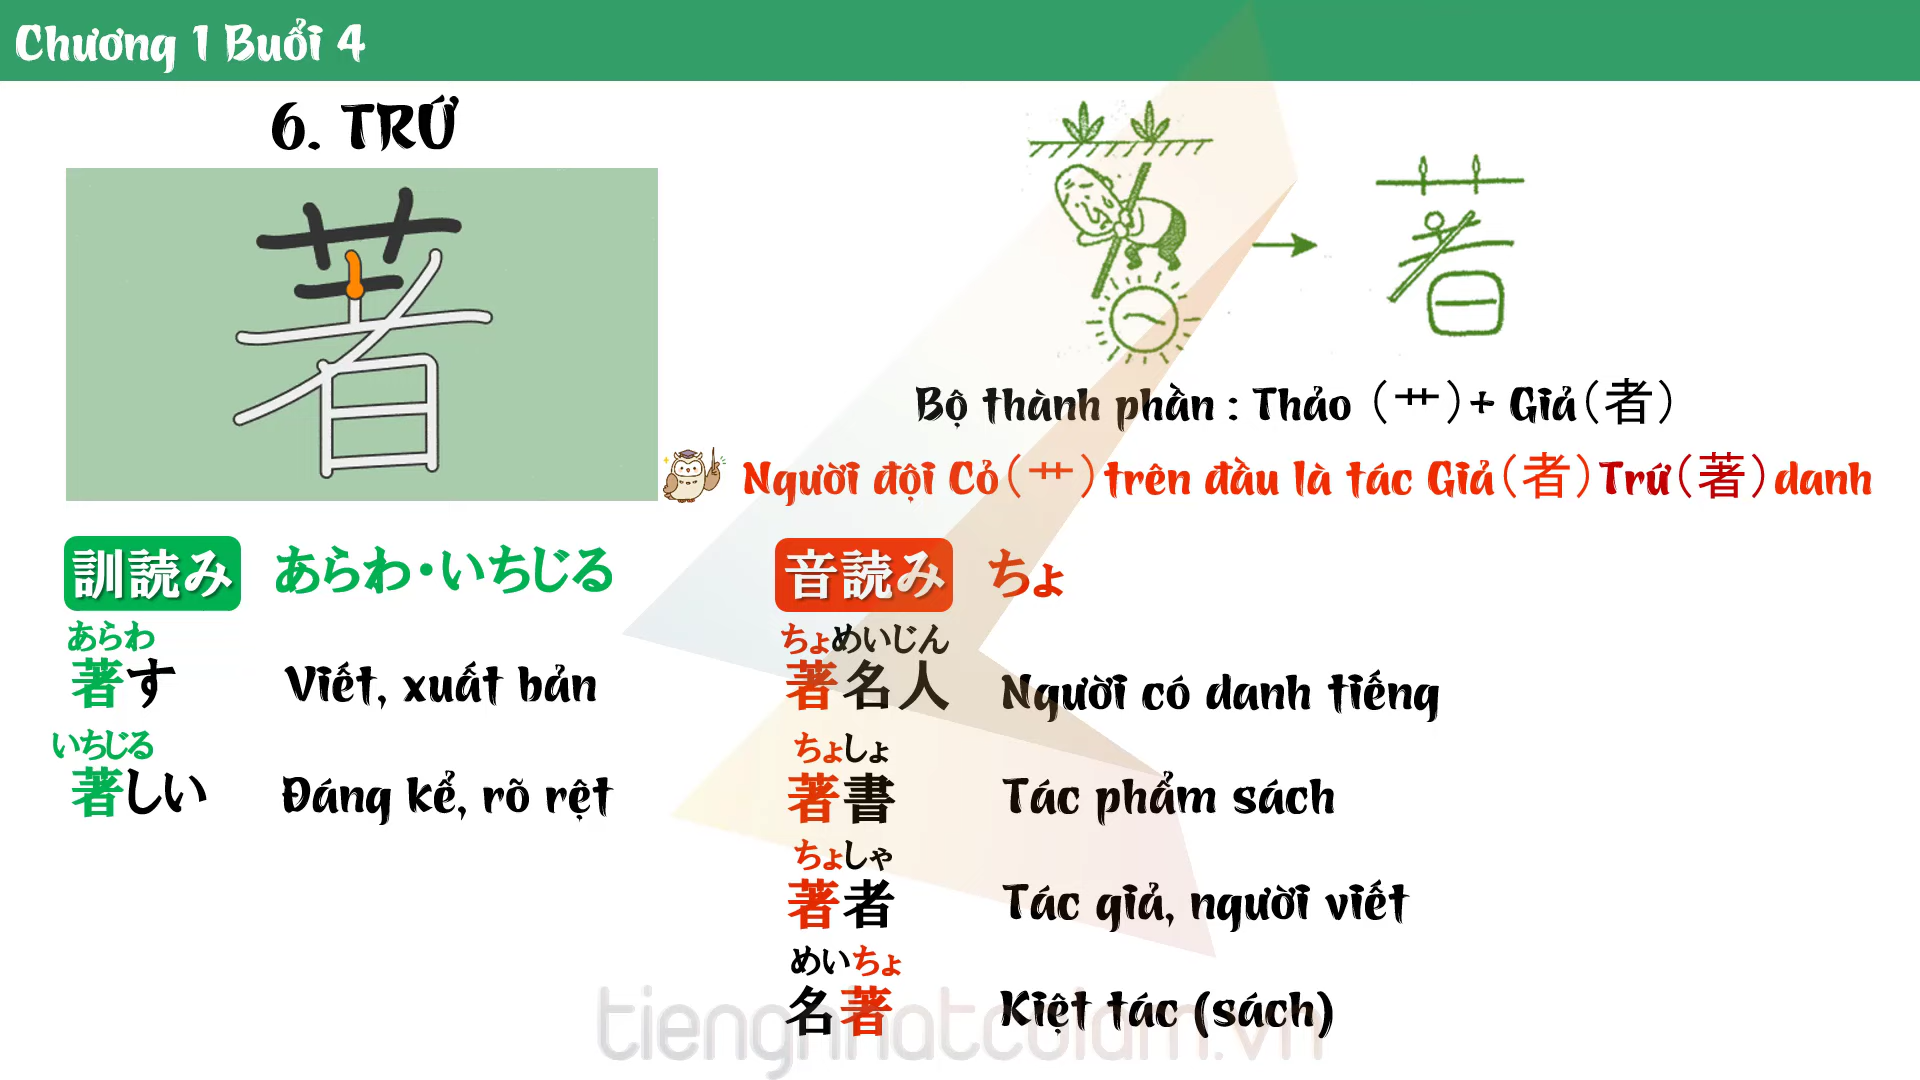 Chương 1 Buổi 4
6. TRỨ
著
著
Bộ thành phần : Thảo (艹)+ Giả(者)
Người đội Cỏ(艹)trên đầu là tác Giả(者)Trứ(著)danh
訓読み あらわ・いちじる
あらわ
著す Viết, xuất bản
いちじる
著しい Đáng kể, rõ rệt
音読み ちょ
ちょめいじん
著名人 Người có danh tiếng
ちょしょ
著書 Tác phẩm sách
ちょしゃ
著者 Tác giả, người viết
めいちょ
名著 Kiệt tác (sách)
tiengnhatcolam.vn